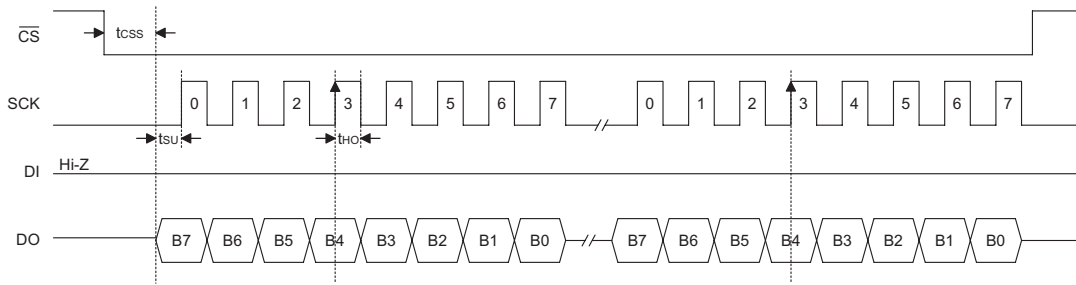 CS tcss
SCK 0 1 2 3 4 5 6 7 // 0 1 2 3 4 5 6 7
tsu tHO
DI Hi-Z
DO B7 B6 B5 B4 B3 B2 B1 B0 // B7 B6 B5 B4 B3 B2 B1 B0